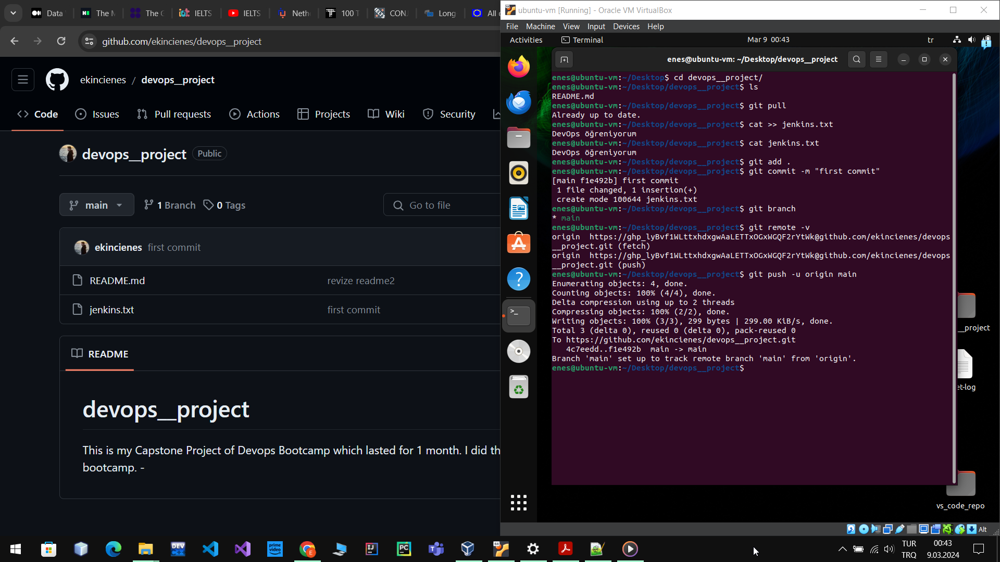 Data
The M
The C
IELTS
IELTS
Neth
100 T
CON
Long
All c
github.com/ekincienes/devops__project
ekincienes / devops__project
Code
Issues
Pull requests
Actions
Projects
Wiki
Security
devops__project
Public
main
1 Branch
0 Tags
Go to file
ekincienes first commit
README.md revize readme2
jenkins.txt first commit
README
devops__project
This is my Capstone Project of Devops Bootcamp which lasted for 1 month. I did th
bootcamp. -
ubuntu-vm [Running] - Oracle VM VirtualBox
File Machine View Input Devices Help
Activities
Terminal
Mar 9 00:43
tr
enes@ubuntu-vm: ~/Desktop/devops__project
enes@ubuntu-vm:~/Desktop$ cd devops__project/
enes@ubuntu-vm:~/Desktop/devops__project$ ls
README.md
enes@ubuntu-vm:~/Desktop/devops__project$ git pull
Already up to date.
enes@ubuntu-vm:~/Desktop/devops__project$ cat >> jenkins.txt
DevOps öğreniyorum
enes@ubuntu-vm:~/Desktop/devops__project$ cat jenkins.txt
DevOps öğreniyorum
enes@ubuntu-vm:~/Desktop/devops__project$ git add .
enes@ubuntu-vm:~/Desktop/devops__project$ git commit -m "first commit"
[main f1e492b] first commit
1 file changed, 1 insertion(+)
create mode 100644 jenkins.txt
enes@ubuntu-vm:~/Desktop/devops__project$ git branch
* main
enes@ubuntu-vm:~/Desktop/devops__project$ git remote -v
origin https://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@github.com/ekincienes/devops
__project.git (fetch)
origin https://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@github.com/ekincienes/devops
__project.git (push)
enes@ubuntu-vm:~/Desktop/devops__project$ git push -u origin main
Enumerating objects: 4, done.
Counting objects: 100% (4/4), done.
Delta compression using up to 2 threads
Compressing objects: 100% (2/2), done.
Writing objects: 100% (3/3), 299 bytes | 299.00 KiB/s, done.
Total 3 (delta 0), reused 0 (delta 0), pack-reused 0
To https://github.com/ekincienes/devops__project.git
4c7eedd..f1e492b main -> main
Branch 'main' set up to track remote branch 'main' from 'origin'.
enes@ubuntu-vm:~/Desktop/devops__project$
__project
et-log
vs_code_repo
Alt
TUR
TRQ
00:43
9.03.2024